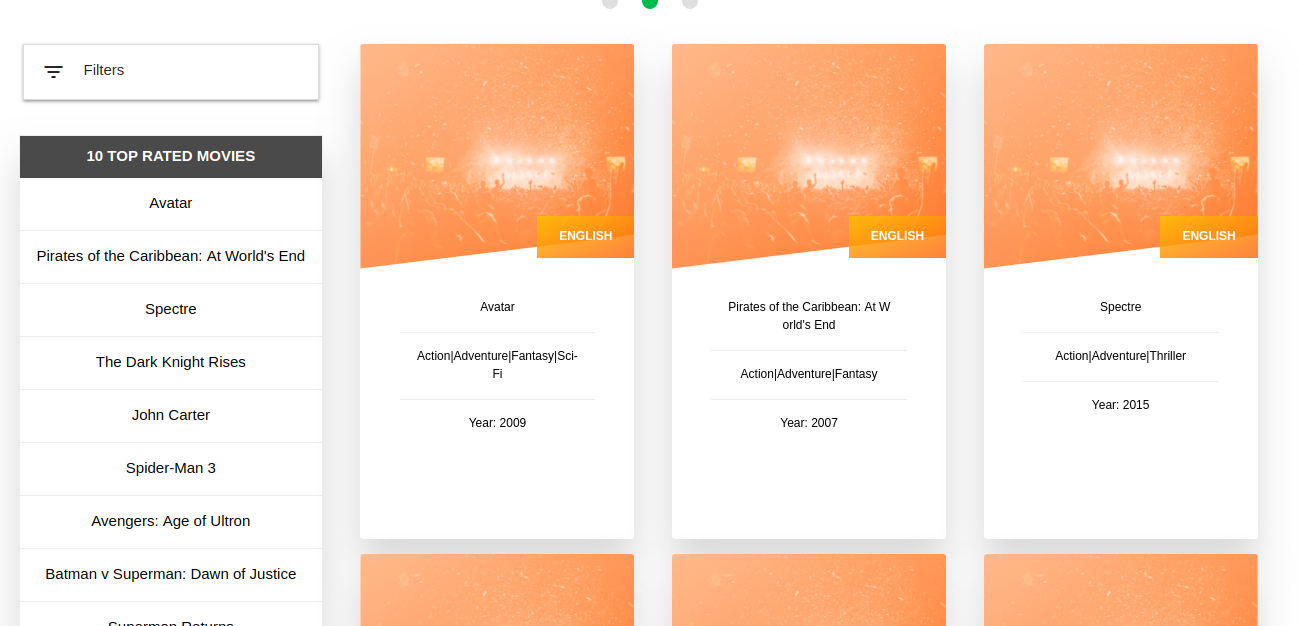 Filters
10 TOP RATED MOVIES
Avatar
Pirates of the Caribbean: At World's End
Spectre
The Dark Knight Rises
John Carter
Spider-Man 3
Avengers: Age of Ultron
Batman v Superman: Dawn of Justice
Superman Returns
ENGLISH
Avatar
Action|Adventure|Fantasy|Sci-
Fi
Year: 2009
ENGLISH
Pirates of the Caribbean: At W
orld's End
Action|Adventure|Fantasy
Year: 2007
ENGLISH
Spectre
Action|Adventure|Thriller
Year: 2015